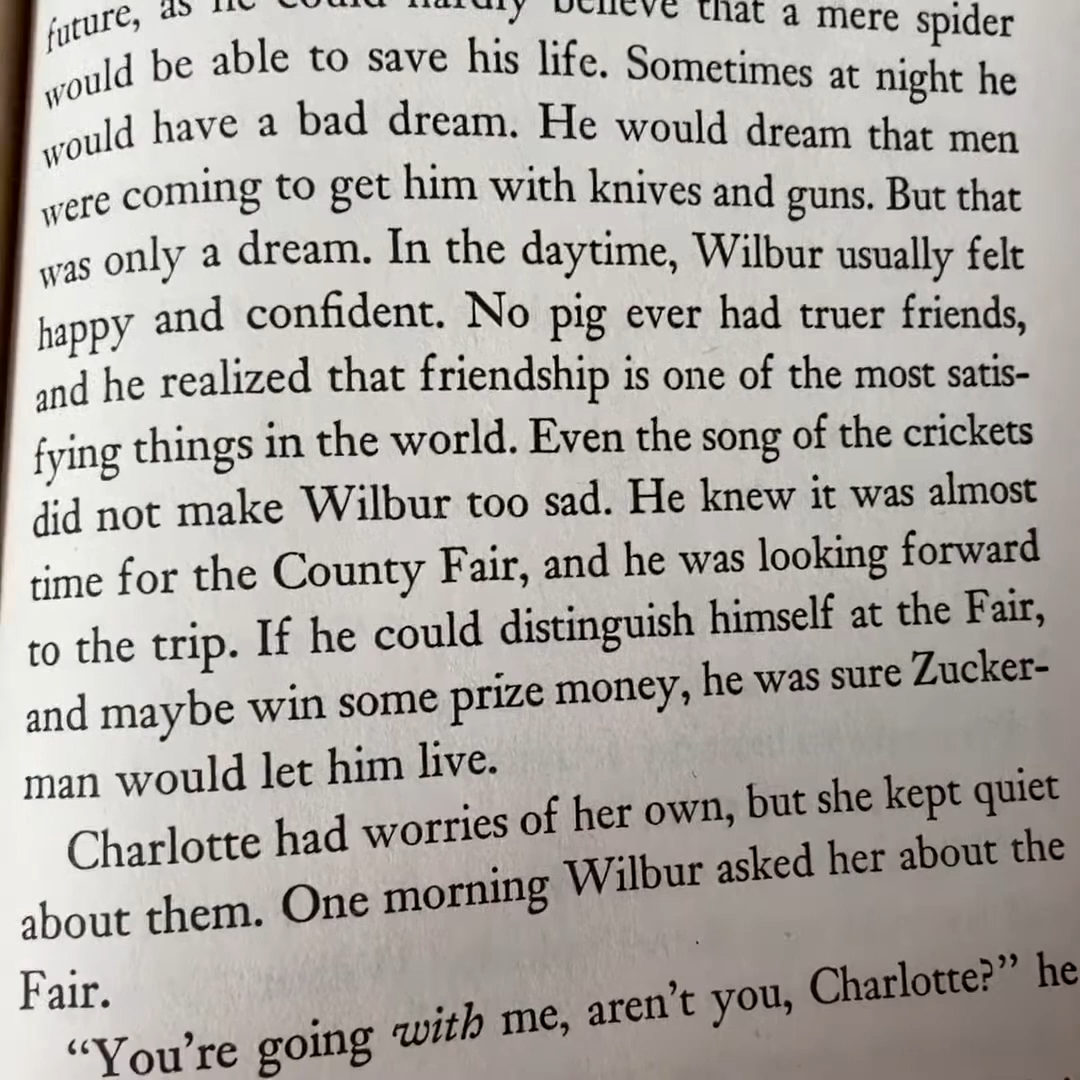 future, as he could hardly believe that a mere spider
would be able to save his life. Sometimes at night he
would have a bad dream. He would dream that men
were coming to get him with knives and guns. But that
was only a dream. In the daytime, Wilbur usually felt
happy and confident. No pig ever had truer friends,
and he realized that friendship is one of the most satis-
fying things in the world. Even the song of the crickets
did not make Wilbur too sad. He knew it was almost
time for the County Fair, and he was looking forward
to the trip. If he could distinguish himself at the Fair,
and maybe win some prize money, he was sure Zucker-
man would let him live.
Charlotte had worries of her own, but she kept quiet
about them. One morning Wilbur asked her about the
Fair.
“You're going with me, aren't you, Charlotte?” he